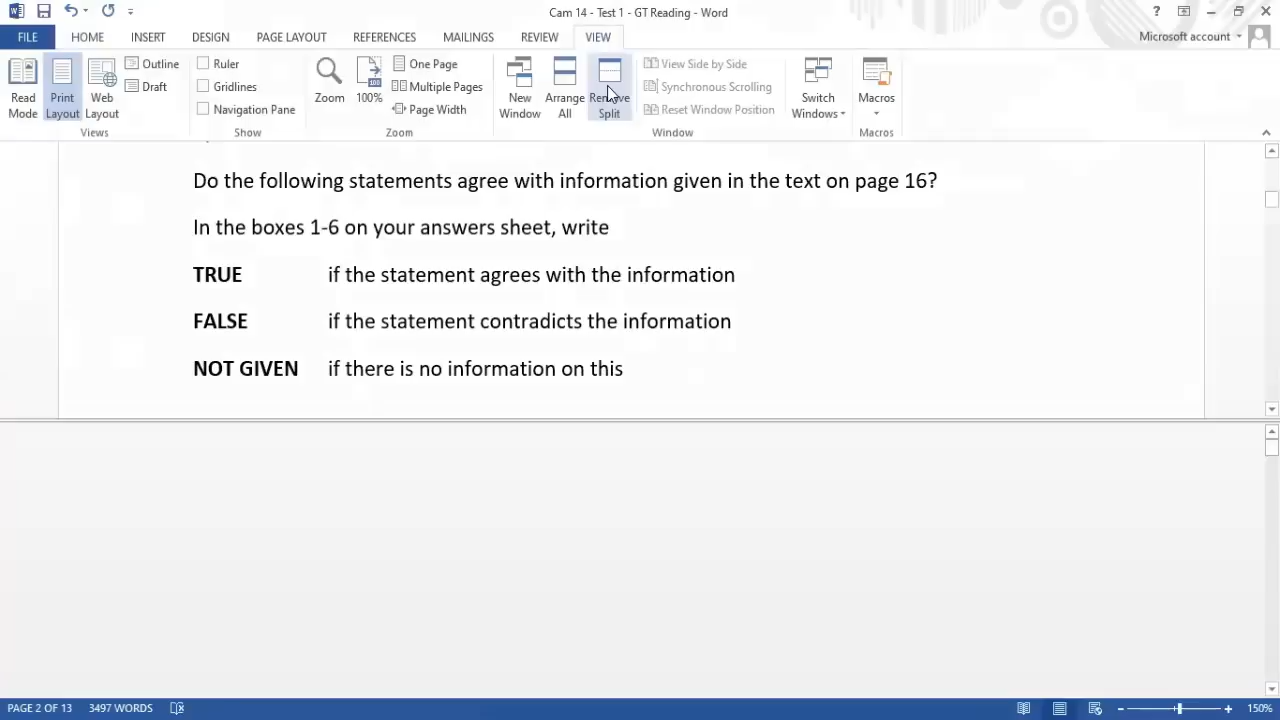 Cam 14 - Test 1 - GT Reading - Word
?
FILE HOME INSERT DESIGN PAGE LAYOUT REFERENCES MAILINGS REVIEW VIEW Microsoft account
Read Mode
Print Layout
Web Layout
Outline
Draft
Views
Ruler
Gridlines
Navigation Pane
Show
Zoom
100%
One Page
Multiple Pages
Page Width
Zoom
New Window
Arrange All
Remove Split
View Side by Side
Synchronous Scrolling
Reset Window Position
Window
Switch Windows
Macros
Macros
Do the following statements agree with information given in the text on page 16?
In the boxes 1-6 on your answers sheet, write
TRUE if the statement agrees with the information
FALSE if the statement contradicts the information
NOT GIVEN if there is no information on this
PAGE 2 OF 13 3497 WORDS 150%